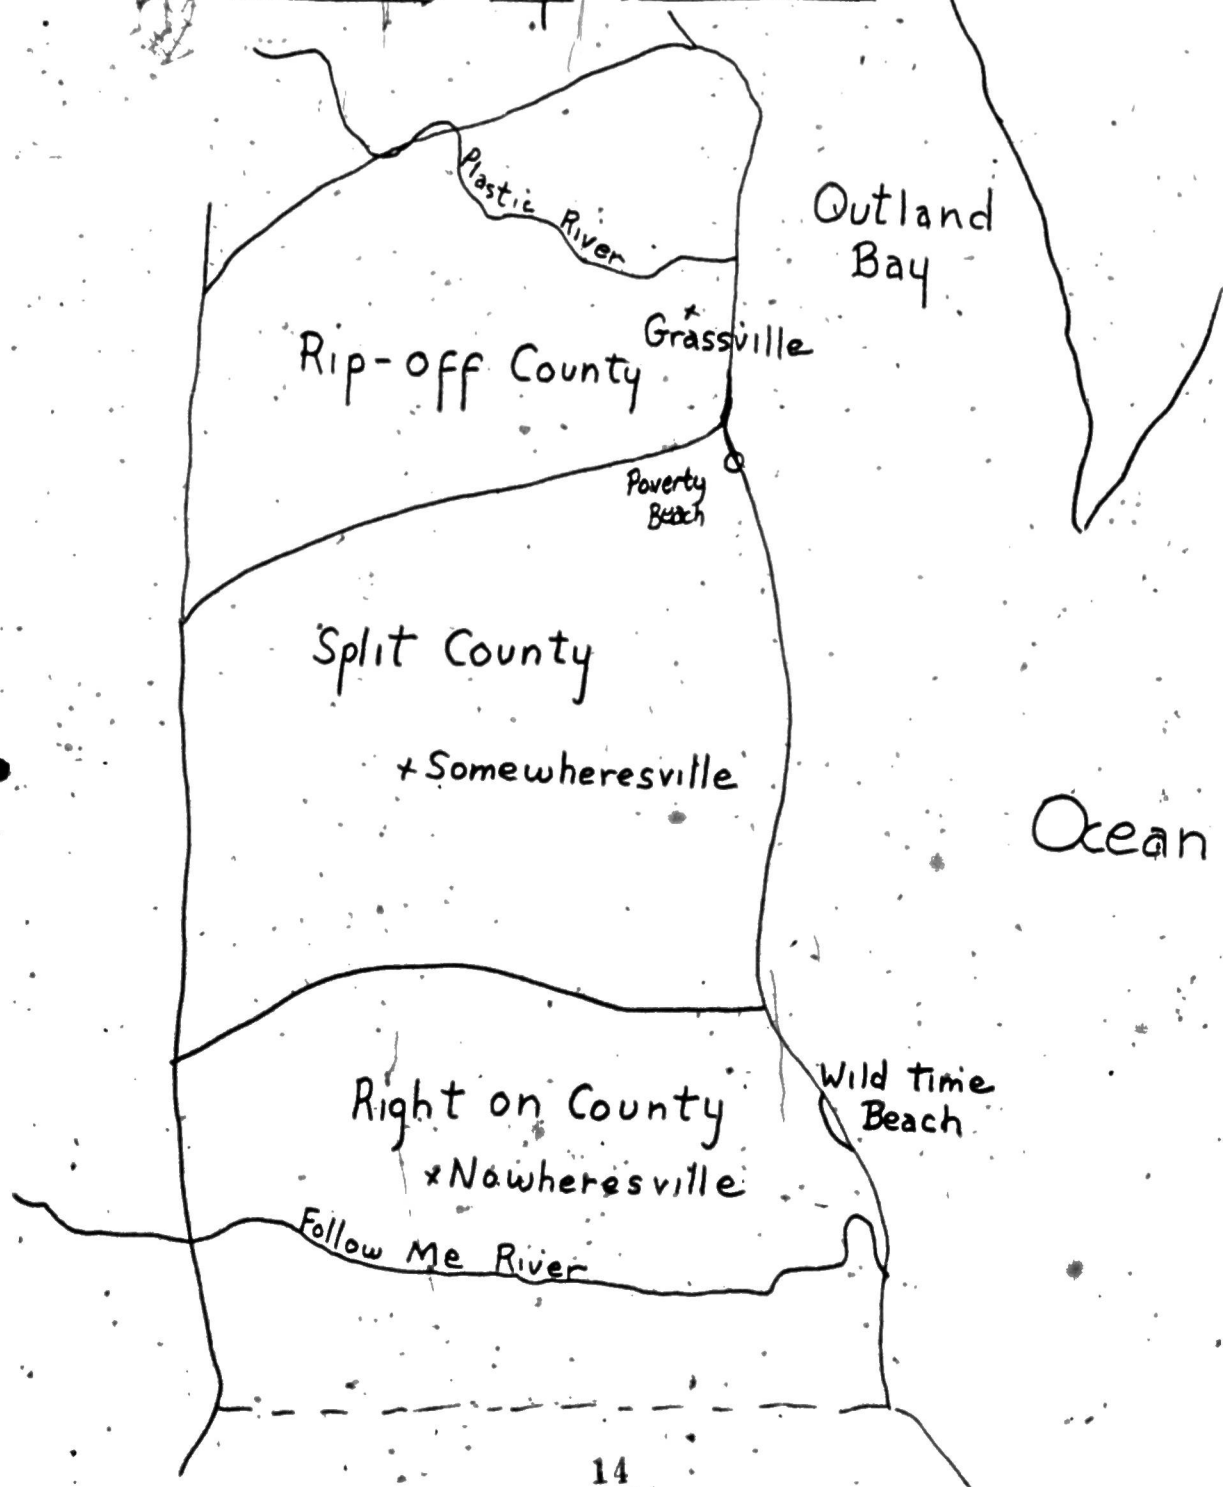 Plastic River
Outland
Bay
Grassville
Rip-off County
Poverty
Beach
Split County
Somewheresville
Ocean
Wild Time
Beach
Right on County
Nowheresville
Follow Me River
14